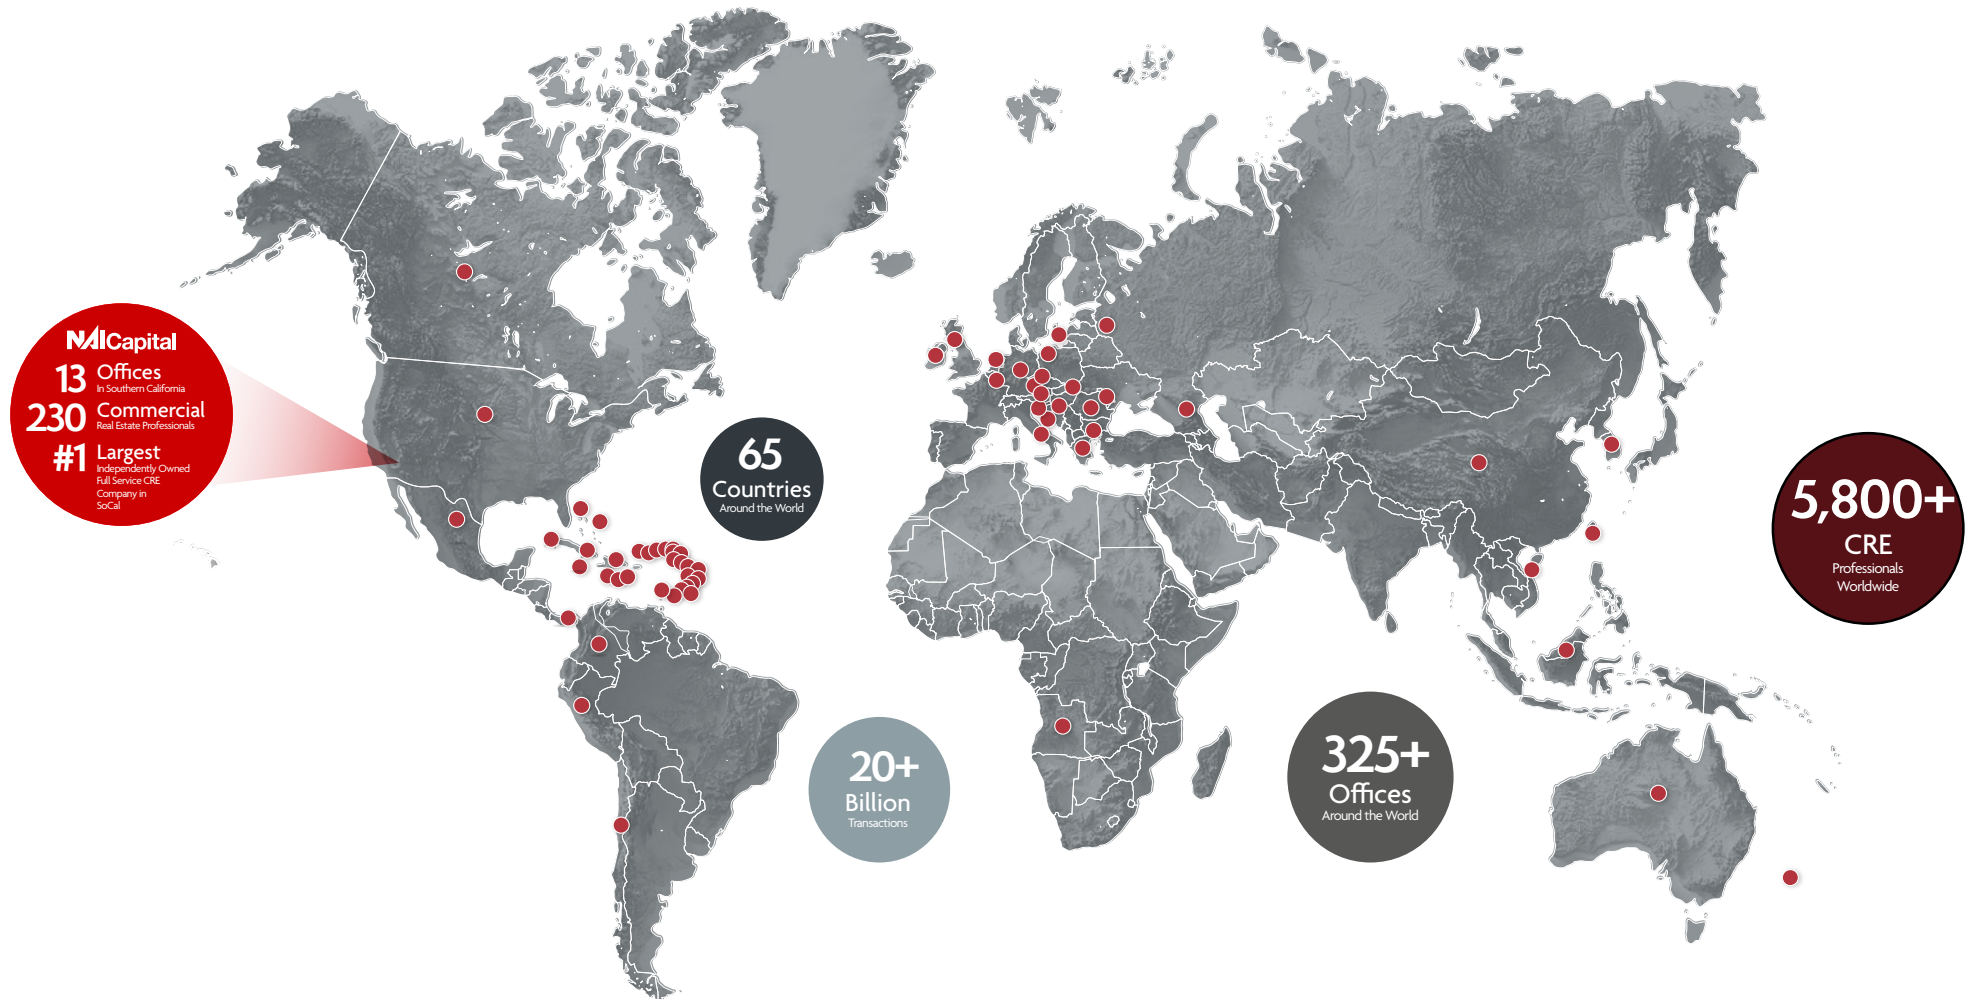 NAICapital
13 Offices
In Southern California
230 Commercial
Real Estate Professionals
#1 Largest
Independently Owned
Full Service CRE
Company in
SoCal
65
Countries
Around the World
20+
Billion
Transactions
325+
Offices
Around the World
5,800+
CRE
Professionals
Worldwide